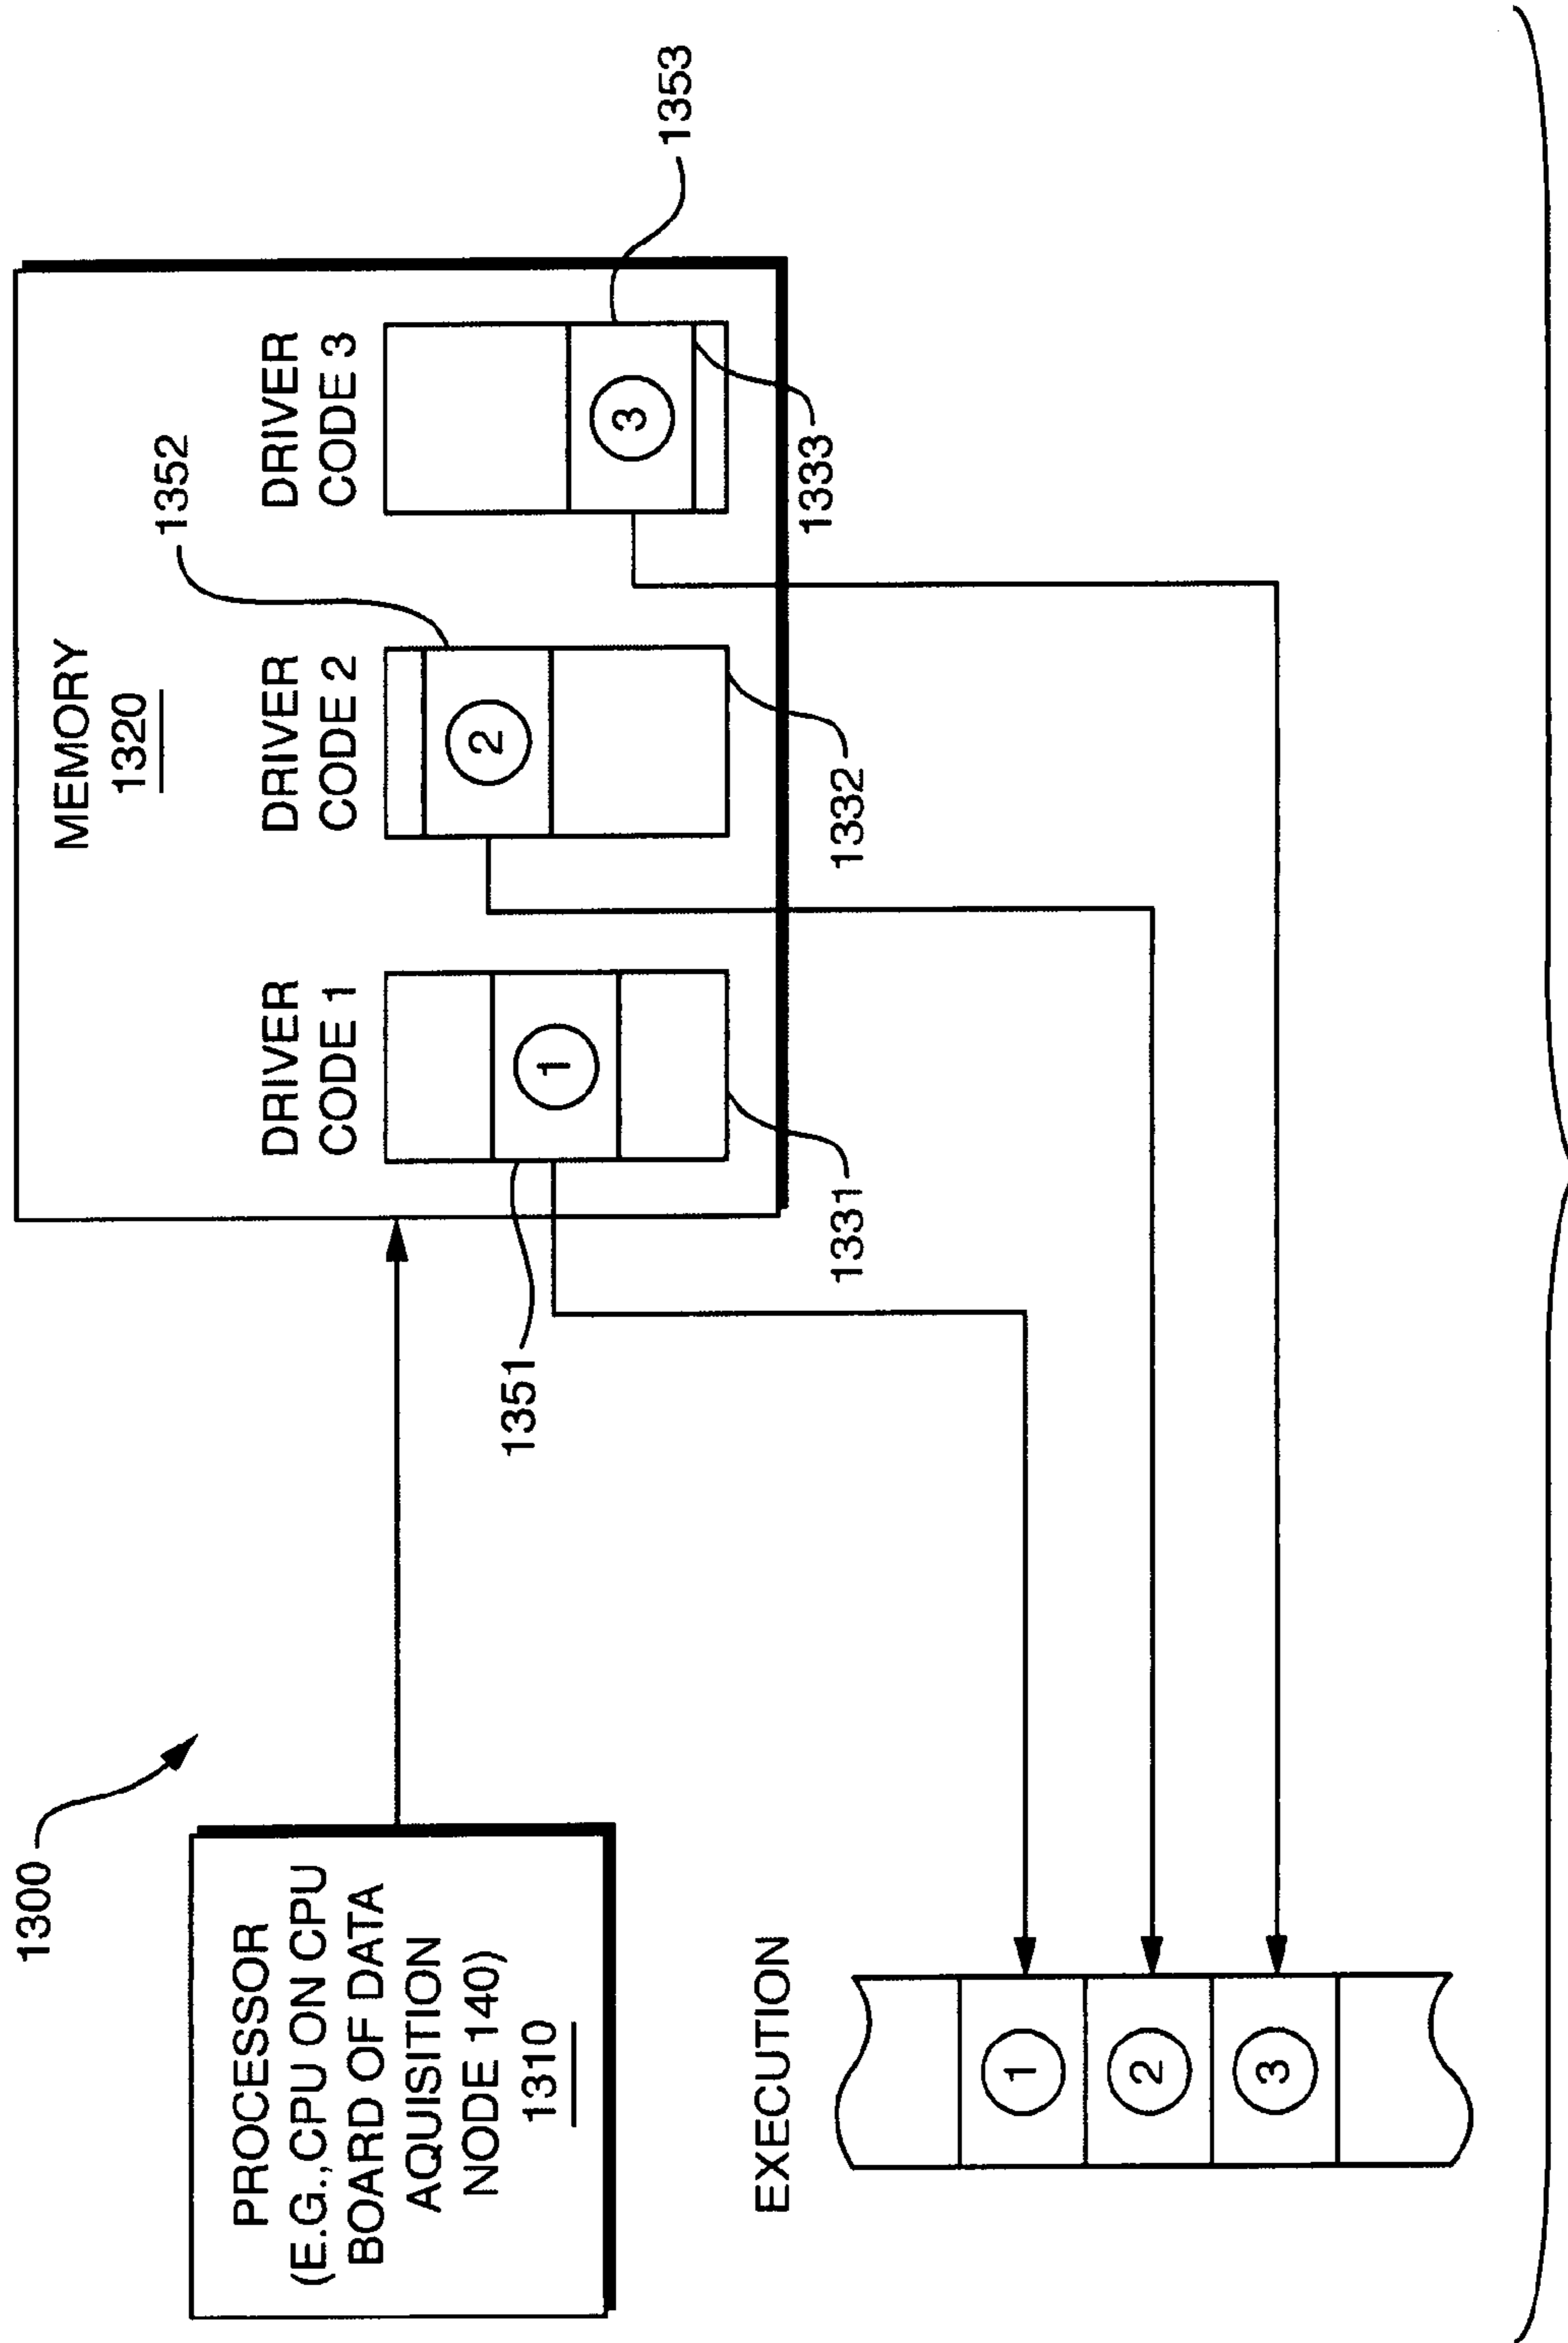 1300
PROCESSOR
(E.G.,CPU ON CPU
BOARD OF DATA
AQUISITION
NODE 140)
1310
MEMORY
1320
DRIVER
CODE 1
DRIVER
CODE 2
DRIVER
CODE 3
1
2
3
1351
1352
1353
1331
1332
1333
EXECUTION
1
2
3